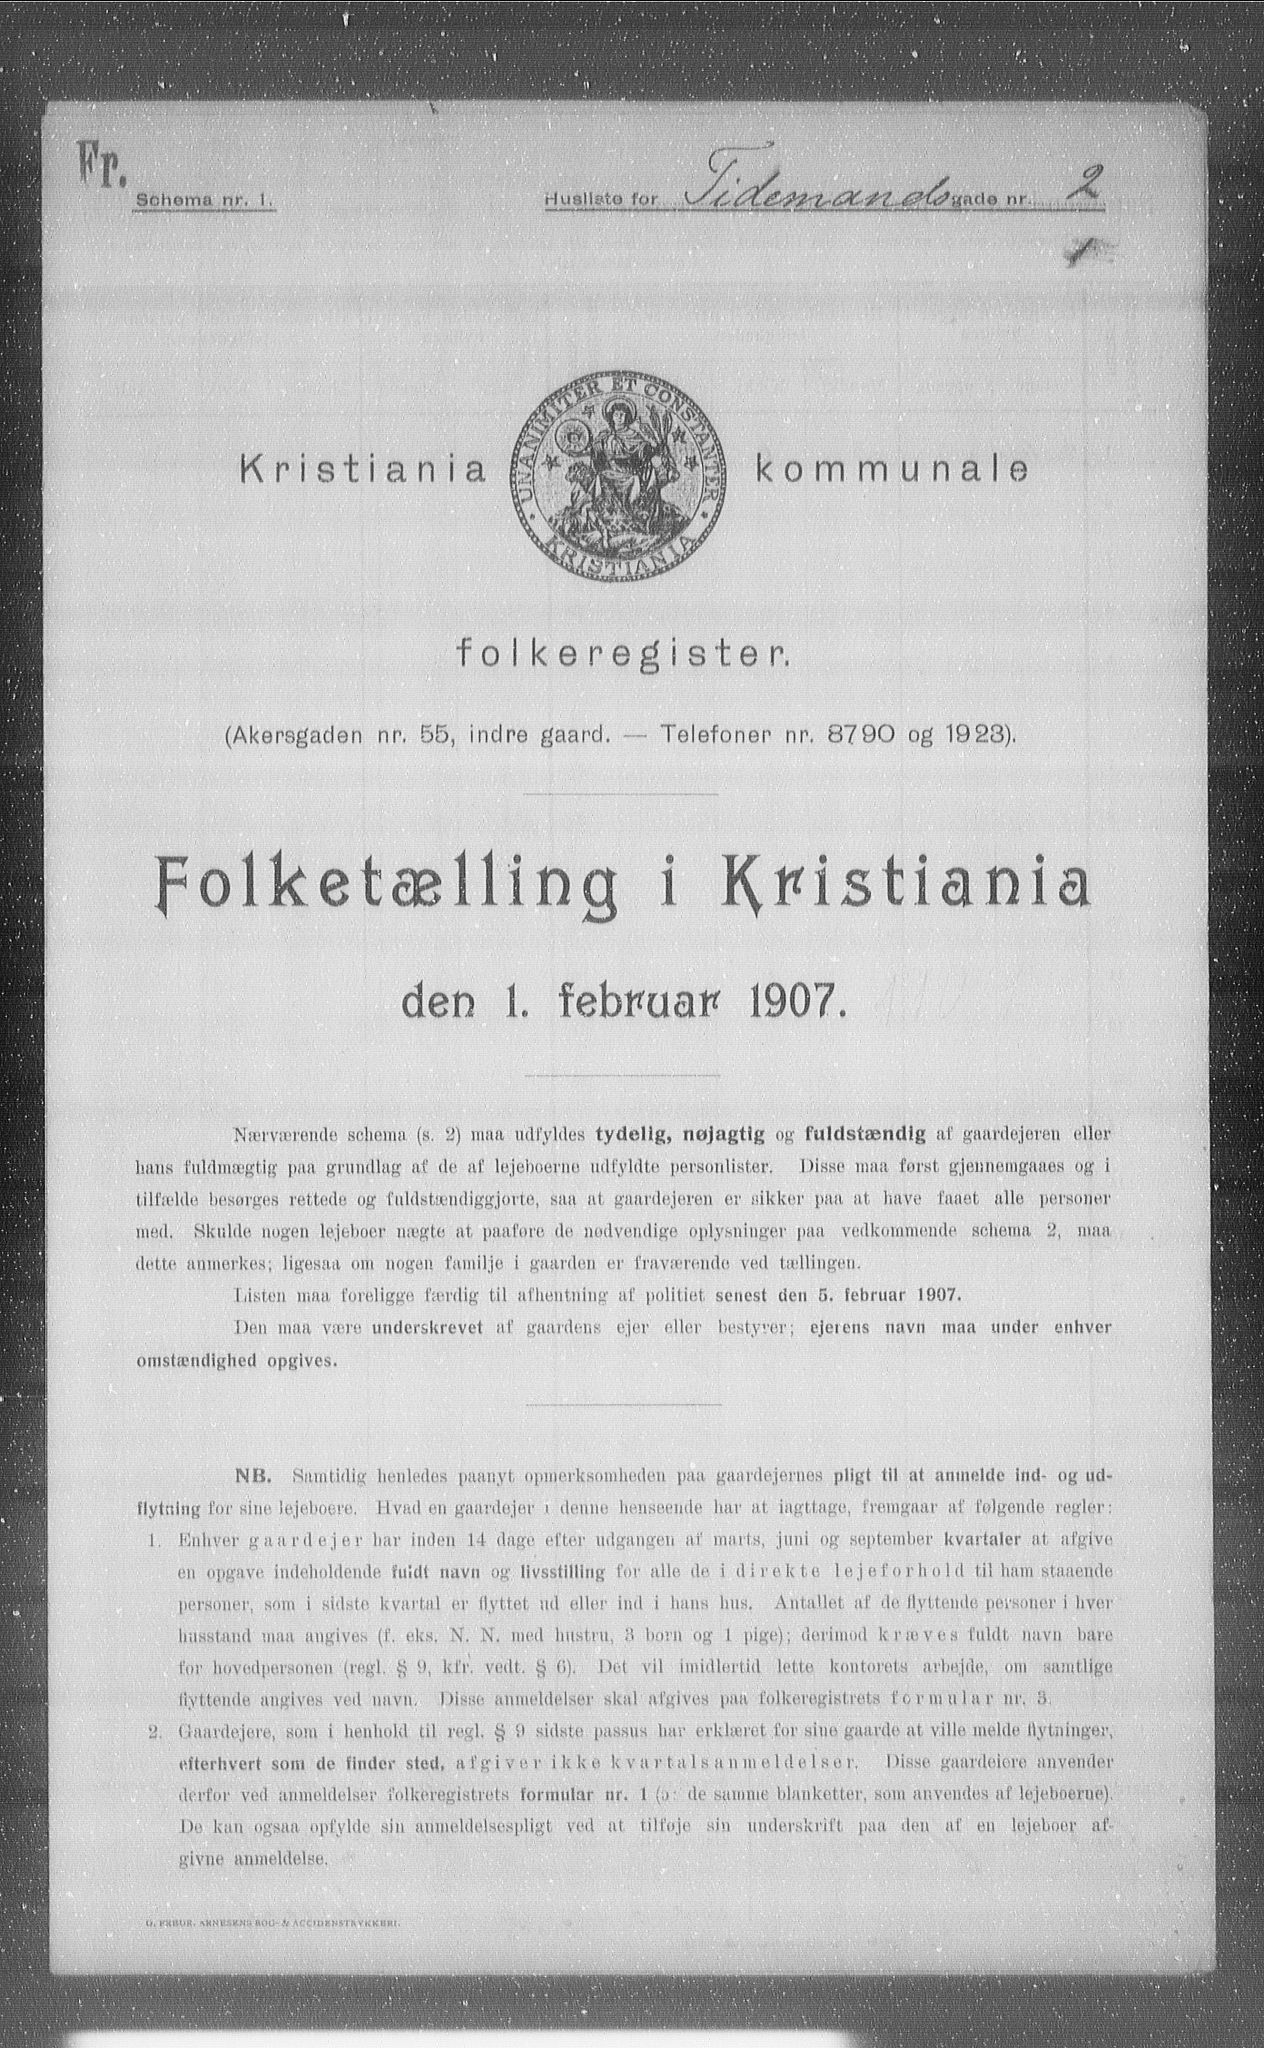 Fr.
Schema nr. 1.
Husliste for Tidemandsgade nr. 2
1
UNANIMITER ET CONSTANTER
KRISTIANIA
Kristiania kommunale
folkeregister.
(Akersgaden nr. 55, indre gaard. — Telefoner nr. 8790 og 1923).
Folketælling i Kristiania
den 1. februar 1907.
Nærværende schema (s. 2) maa udfyldes tydelig, nøjagtig og fuldstændig af gaardejeren eller
hans fuldmægtig paa grundlag af de af lejeboerne udfyldte personlister. Disse maa først gjennemgaaes og i
tilfælde besørges rettede og fuldstændiggjorte, saa at gaardejeren er sikker paa at have faaet alle personer
med. Skulde nogen lejeboer nægte at paaføre de nødvendige oplysninger paa vedkommende schema 2, maa
dette anmerkes; ligesaa om nogen familje i gaarden er fraværende ved tællingen.
Listen maa foreligge færdig til afhentning af politiet senest den 5. februar 1907.
Den maa være underskrevet af gaardens ejer eller bestyrer; ejerens navn maa under enhver
omstændighed opgives.
NB. Samtidig henledes paanyt opmerksomheden paa gaardejernes pligt til at anmelde ind- og ud-
flytning for sine lejeboere. Hvad en gaardejer i denne henseende har at iagttage, fremgaar af følgende regler:
1. Enhver gaardejer har inden 14 dage efter udgangen af marts, juni og september kvartaler at afgive
en opgave indeholdende fuldt navn og livsstilling for alle de i direkte lejeforhold til ham staaende
personer, som i sidste kvartal er flyttet ud eller ind i hans hus. Antallet af de flyttende personer i hver
husstand maa angives (f. eks. N. N. med hustru, 3 børn og 1 pige); derimod kræves fuldt navn bare
for hovedpersonen (regl. § 9, kfr. vedt. § 6). Det vil imidlertid lette kontorets arbejde, om samtlige
flyttende angives ved navn. Disse anmeldelser skal afgives paa folkeregistrets formular nr. 3.
2. Gaardejere, som i henhold til regl. § 9 sidste passus har erklæret for sine gaarde at ville melde flytninger,
efterhvert som de finder sted, afgiver ikke kvartalsanmeldelser. Disse gaardeiere anvender
derfor ved anmeldelser folkeregistrets formular nr. 1 (ɔ: de samme blanketter, som anvendes af lejeboerne).
De kan ogsaa opfylde sin anmeldelsespligt ved at tilføje sin underskrift paa den af en lejeboer af-
givne anmeldelse.
G. FREDR. ARNESENS BOG- & ACCIDENSTRYKKERI.